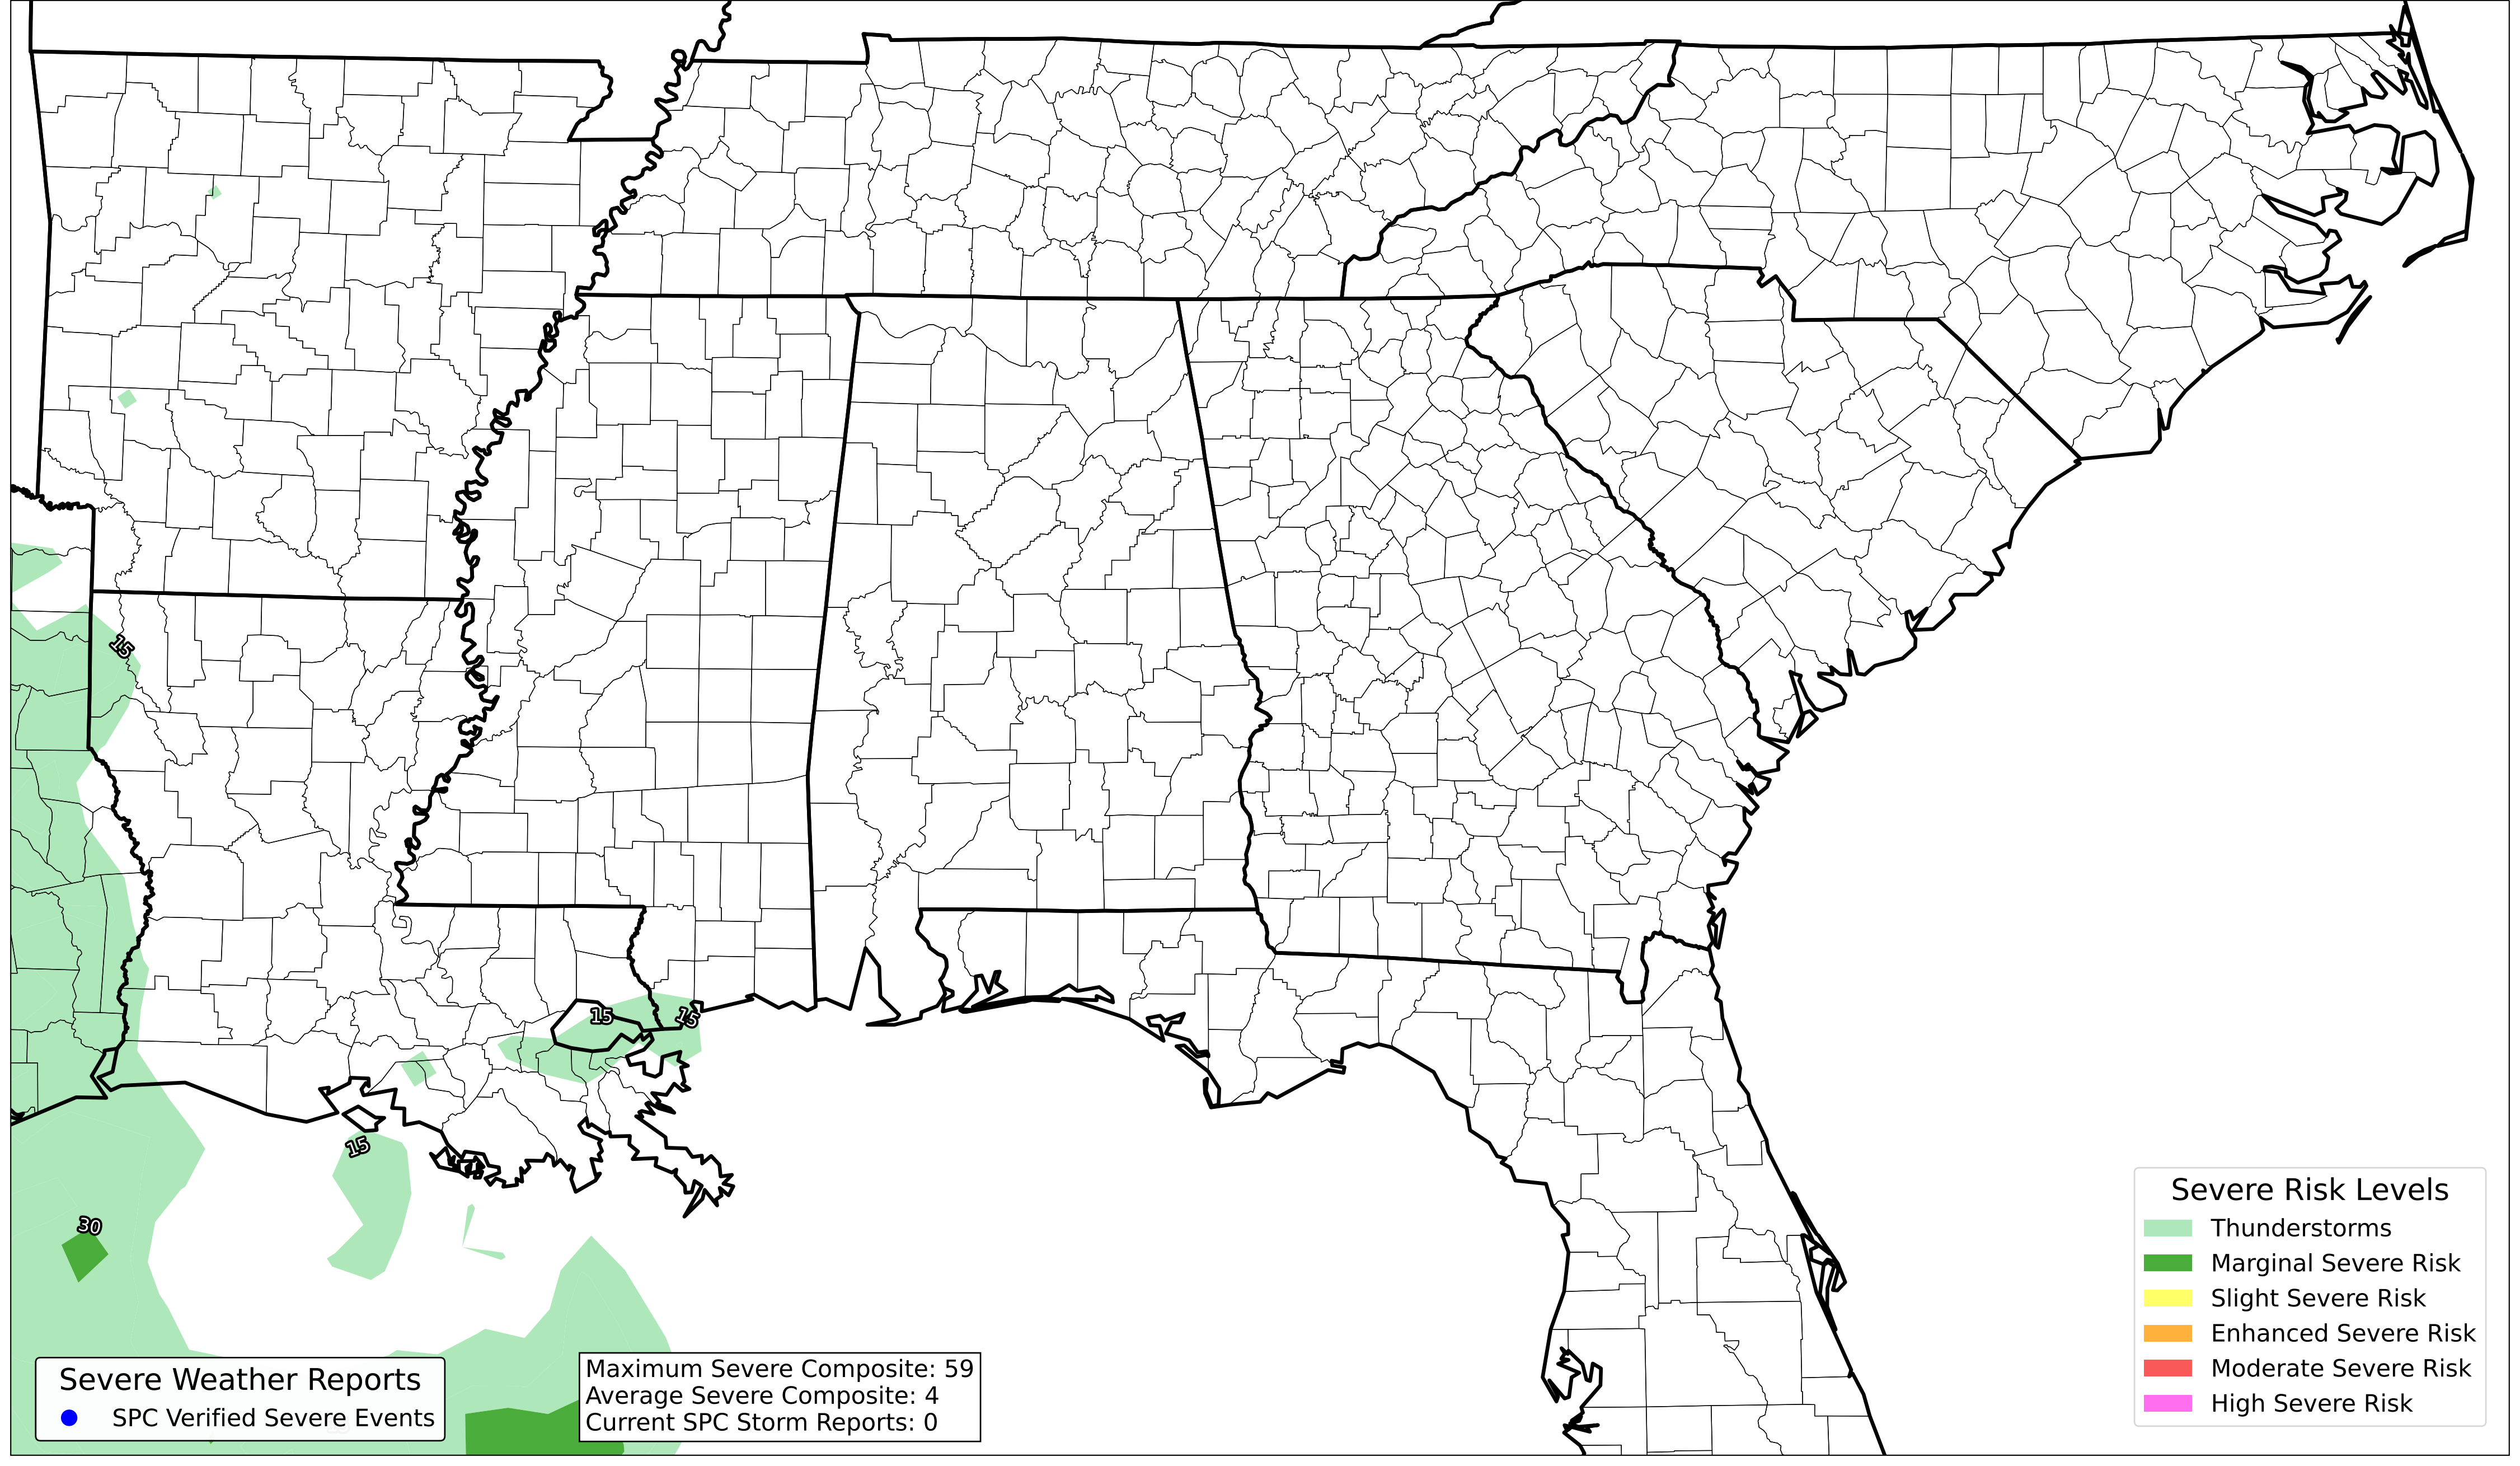 15
15
15
15
30
Severe Weather Reports
SPC Verified Severe Events
Maximum Severe Composite: 59
Average Severe Composite: 4
Current SPC Storm Reports: 0
Severe Risk Levels
Thunderstorms
Marginal Severe Risk
Slight Severe Risk
Enhanced Severe Risk
Moderate Severe Risk
High Severe Risk